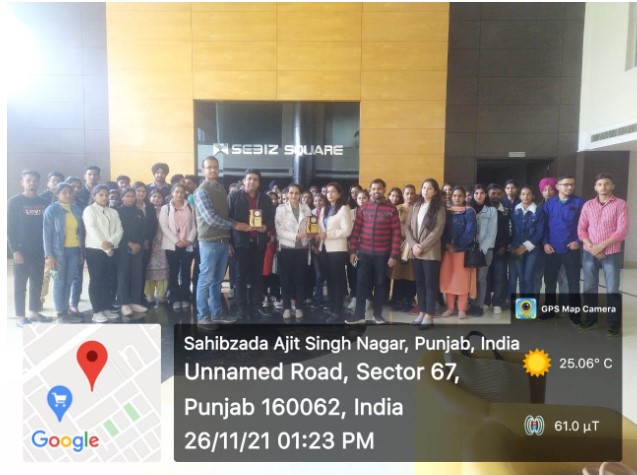 SEBIZ SQUARE
GPS Map Camera
Sahibzada Ajit Singh Nagar, Punjab, India
Unnamed Road, Sector 67,
Punjab 160062, India
26/11/21 01:23 PM
25.06° C
61.0 µT
Google